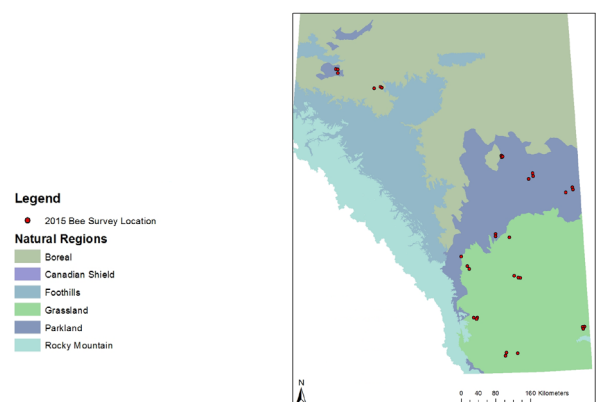 Legend
2015 Bee Survey Location
Natural Regions
Boreal
Canadian Shield
Foothills
Grassland
Parkland
Rocky Mountain
N
0 40 80 160 Kilometers